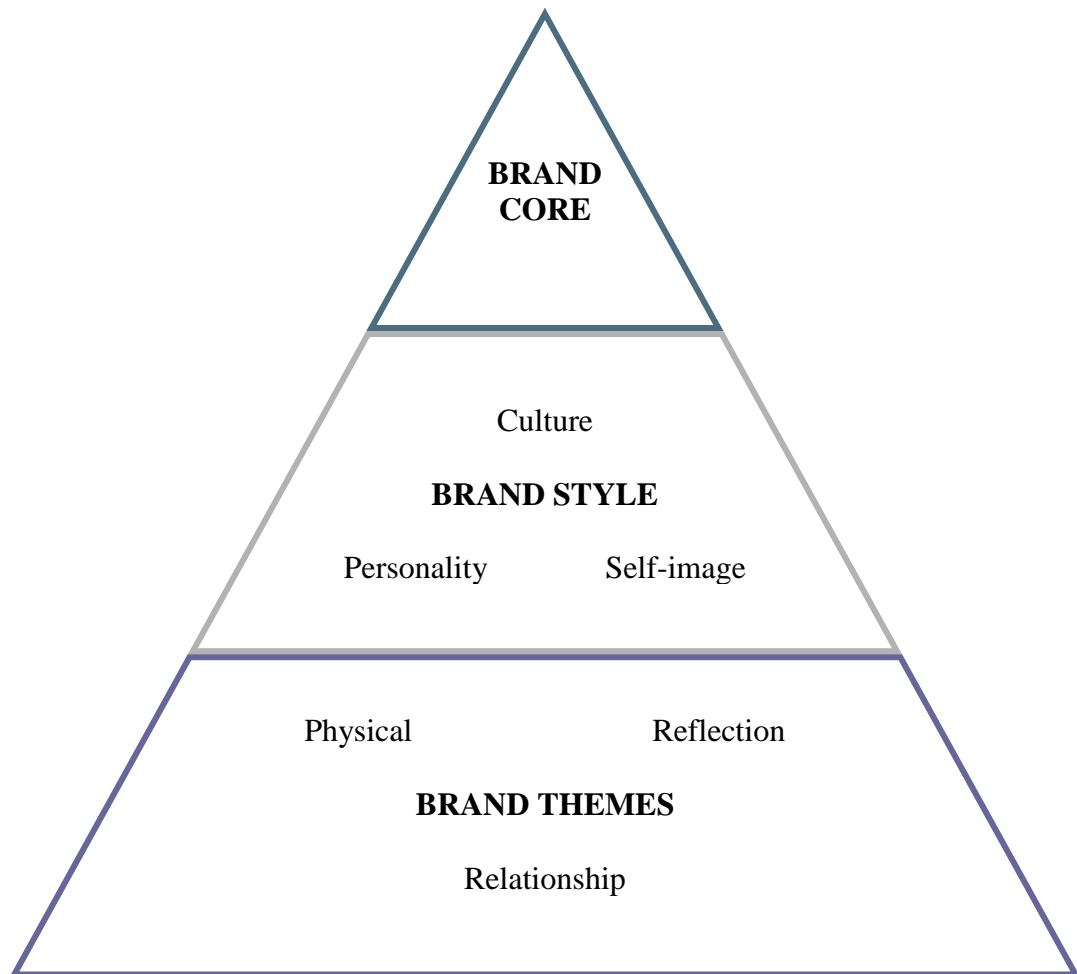 BRAND
CORE
Culture
BRAND STYLE
Personality Self-image
Physical Reflection
BRAND THEMES
Relationship